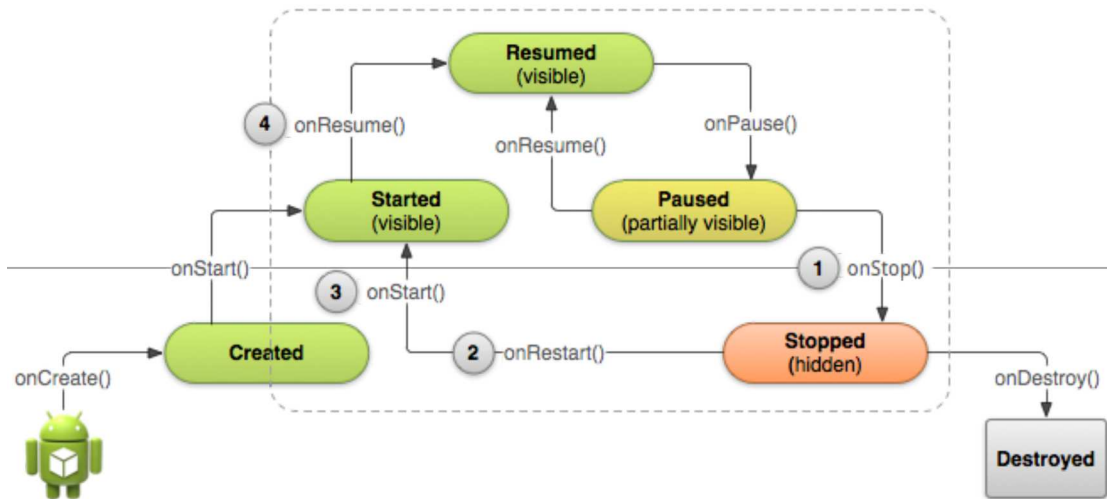 Resumed
(visible)
4
onResume()
onResume()
onPause()
Started
(visible)
Paused
(partially visible)
onStart()
3
onStart()
1
onStop()
Created
2
onRestart()
Stopped
(hidden)
onCreate()
onDestroy()
Destroyed